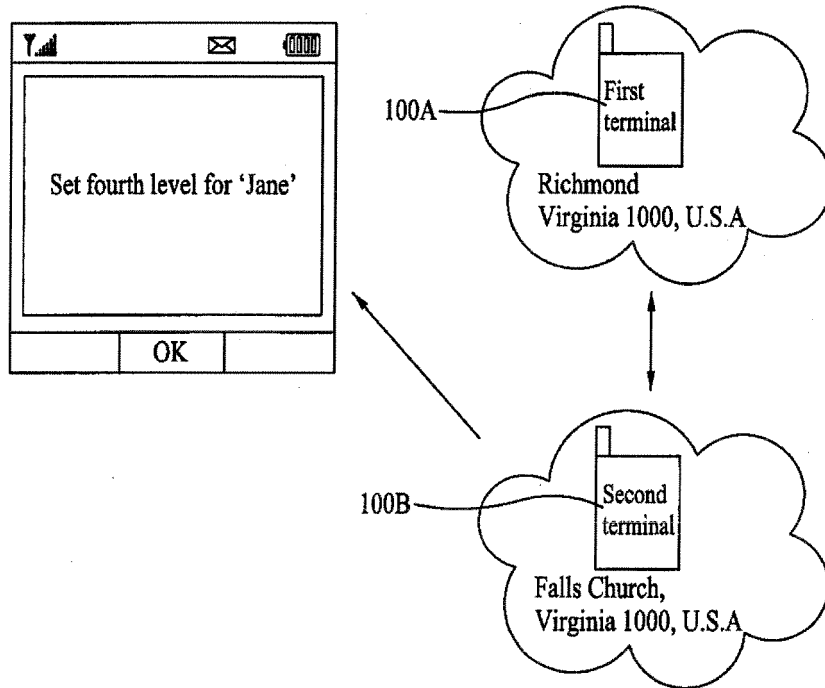 Set fourth level for 'Jane'
OK
100A
First
terminal
Richmond
Virginia 1000, U.S.A
100B
Second
terminal
Falls Church,
Virginia 1000, U.S.A